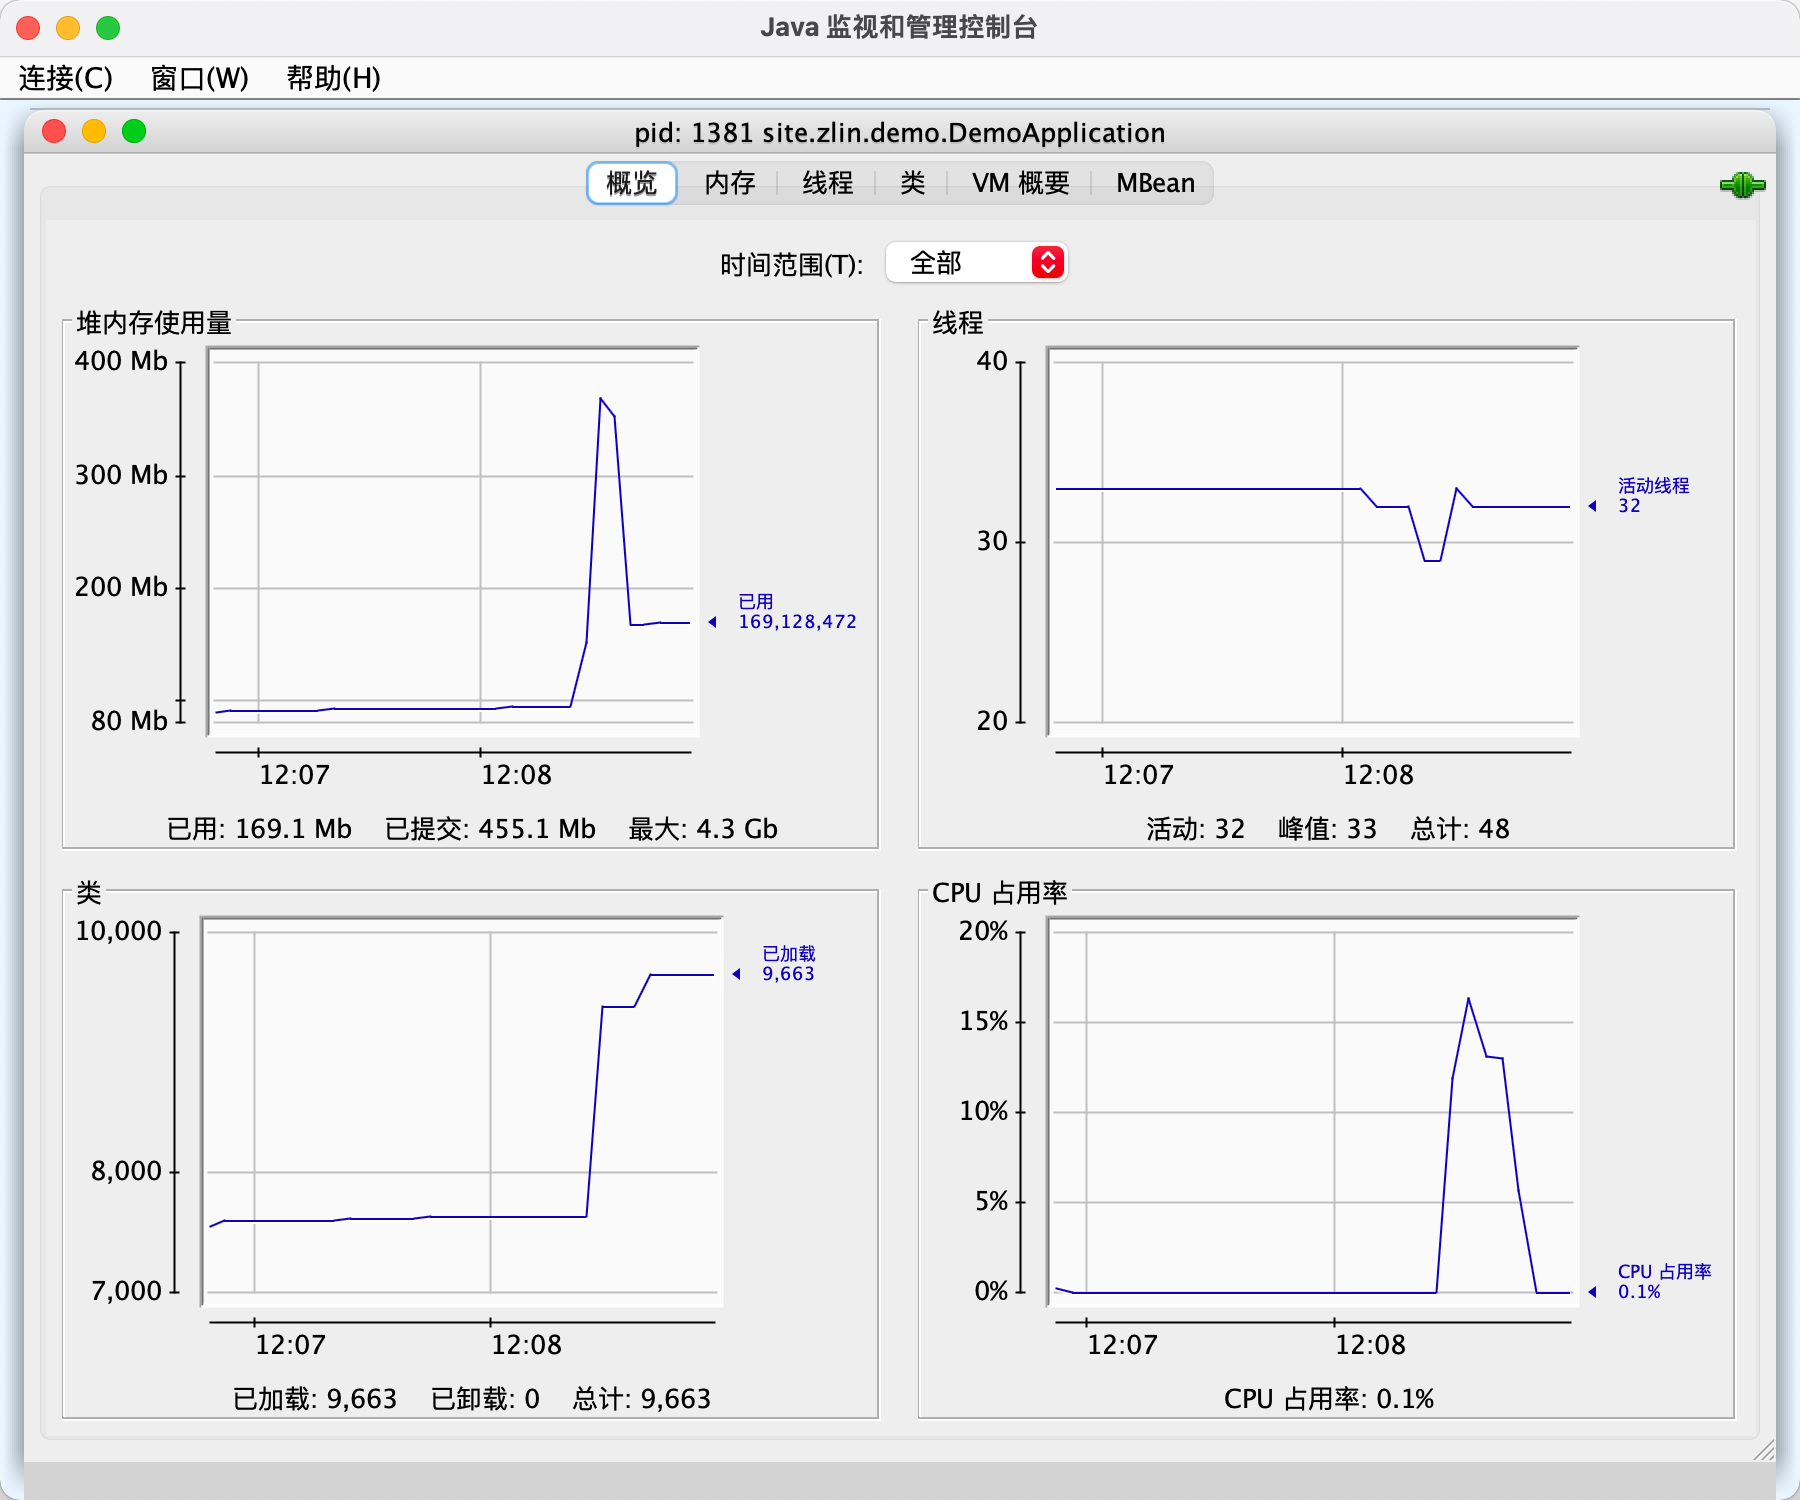 Java 监视和管理控制台
连接(C) 窗口(W) 帮助(H)
pid: 1381 site.zlin.demo.DemoApplication
概览 内存 线程 类 VM 概要 MBean
时间范围(T): 全部
堆内存使用量
400 Mb
300 Mb
200 Mb
80 Mb
已用
169,128,472
12:07 12:08
已用: 169.1 Mb 已提交: 455.1 Mb 最大: 4.3 Gb
线程
40
30
20
活动线程
32
12:07 12:08
活动: 32 峰值: 33 总计: 48
类
10,000
8,000
7,000
已加载
9,663
12:07 12:08
已加载: 9,663 已卸载: 0 总计: 9,663
CPU 占用率
20%
15%
10%
5%
0%
CPU 占用率
0.1%
12:07 12:08
CPU 占用率: 0.1%